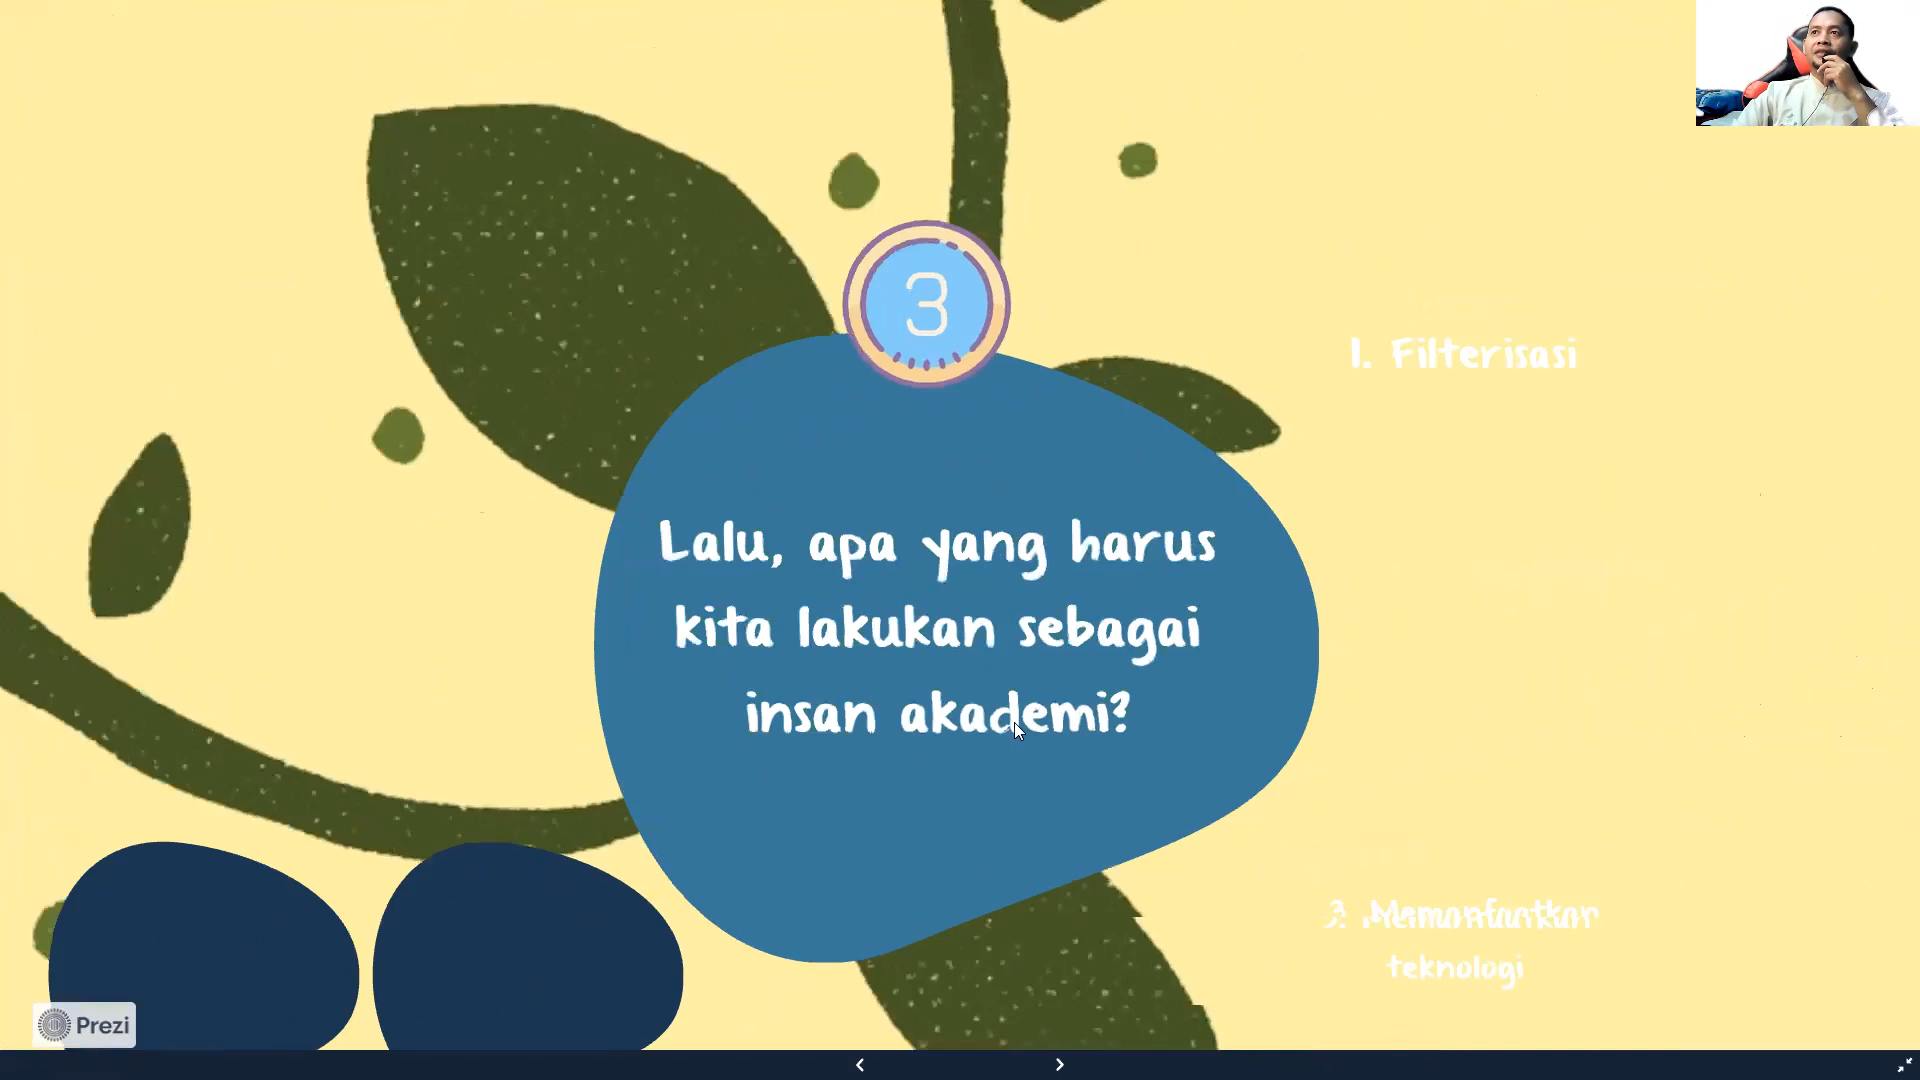 3
Lalu, apa yang harus
kita lakukan sebagai
insan akademi?
1. Filterisasi
3. Memanfaatkan
teknologi
Prezi